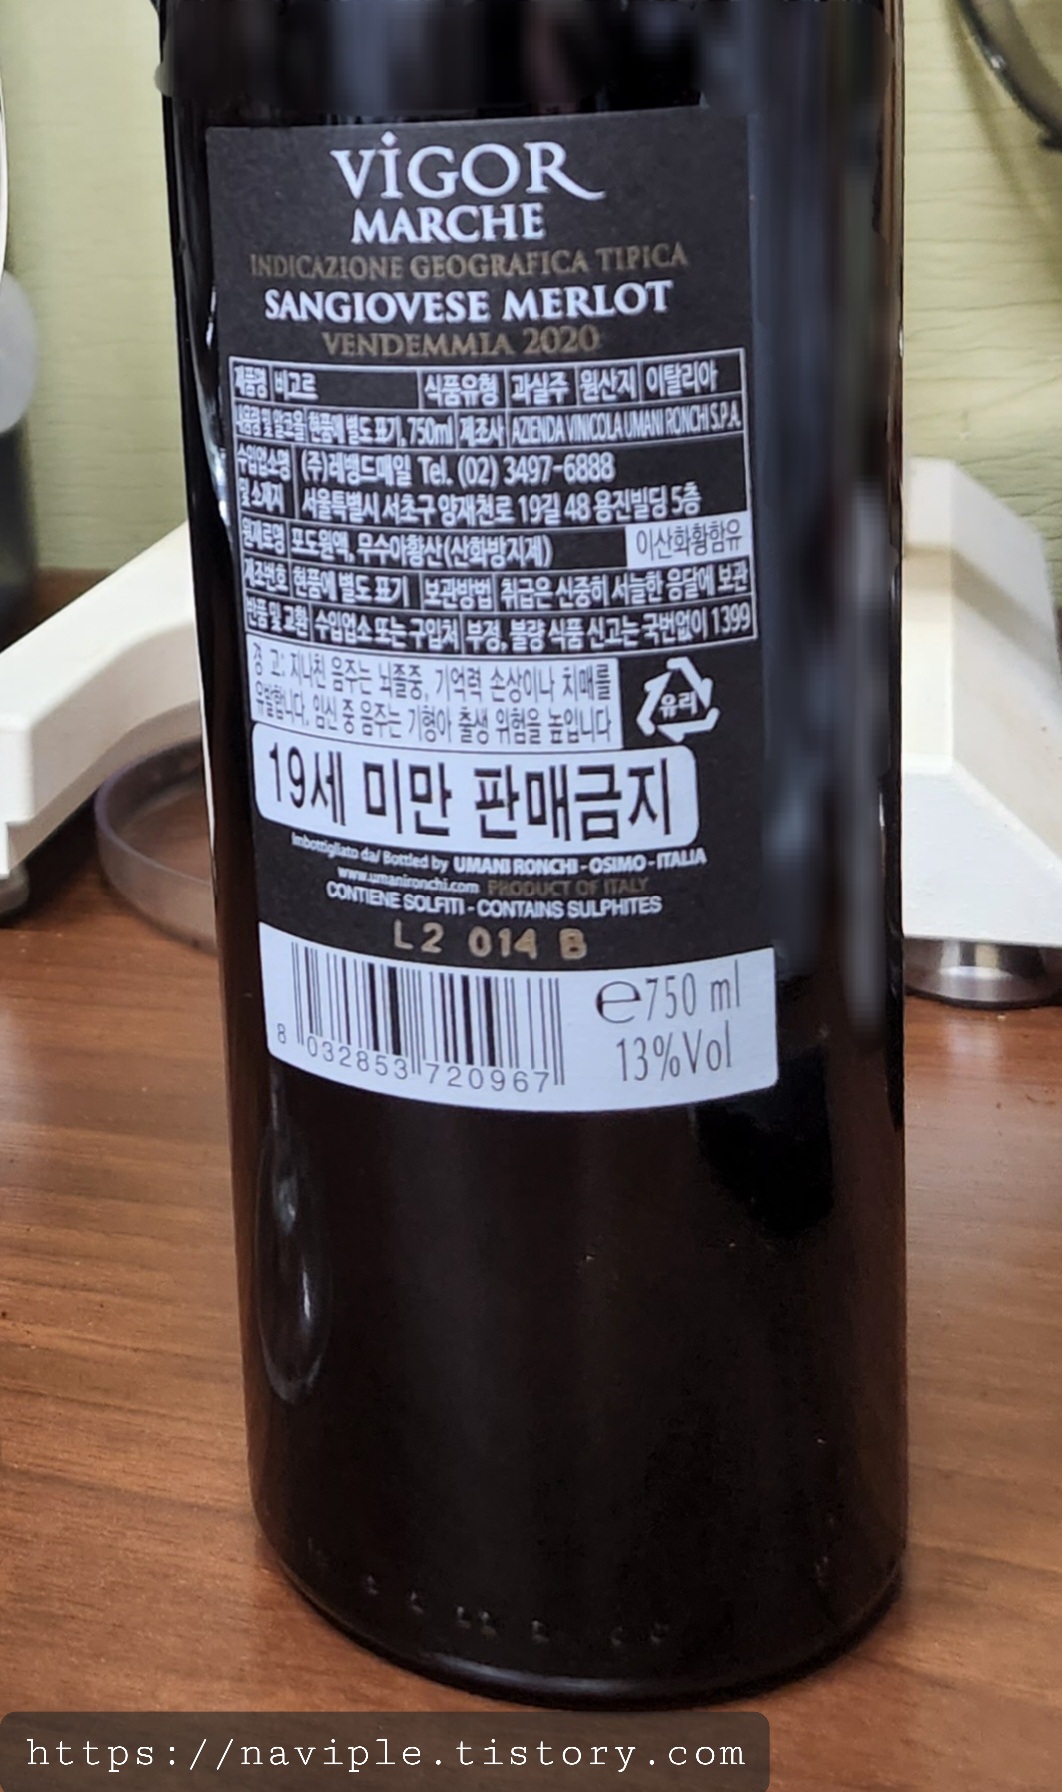 VİGOR
MARCHE
INDICAZIONE GEOGRAFICA TIPICA
SANGIOVESE MERLOT
VENDEMMIA 2020
제품명 비고르 식품유형 과실주 원산지 이탈리아
내용량 및 알코올 현품에 별도 표기, 750ml 제조사 AZIENDA VINICOLA UMANI RONCHI S.P.A.
수입업소명 (주)레뱅드매일 Tel. (02) 3497-6888
및 소재지 서울특별시 서초구 양재천로 19길 48 용진빌딩 5층
원재료명 포도원액, 무수아황산(산화방지제) 이산화황함유
제조번호 현품에 별도 표기 보관방법 취급은 신중히 서늘한 응달에 보관
반품 및 교환 수입업소 또는 구입처 부정, 불량 식품 신고는 국번없이 1399
경 고: 지나친 음주는 뇌졸중, 기억력 손상이나 치매를
유발합니다. 임신 중 음주는 기형아 출생 위험을 높입니다
유리
19세 미만 판매금지
Imbottigliato da/ Bottled by UMANI RONCHI - OSIMO - ITALIA
www.umanironchi.com PRODUCT OF ITALY
CONTIENE SOLFITI - CONTAINS SULPHITES
L2 014 B
8 032853 720967
℮750 ml
13%Vol
https://naviple.tistory.com